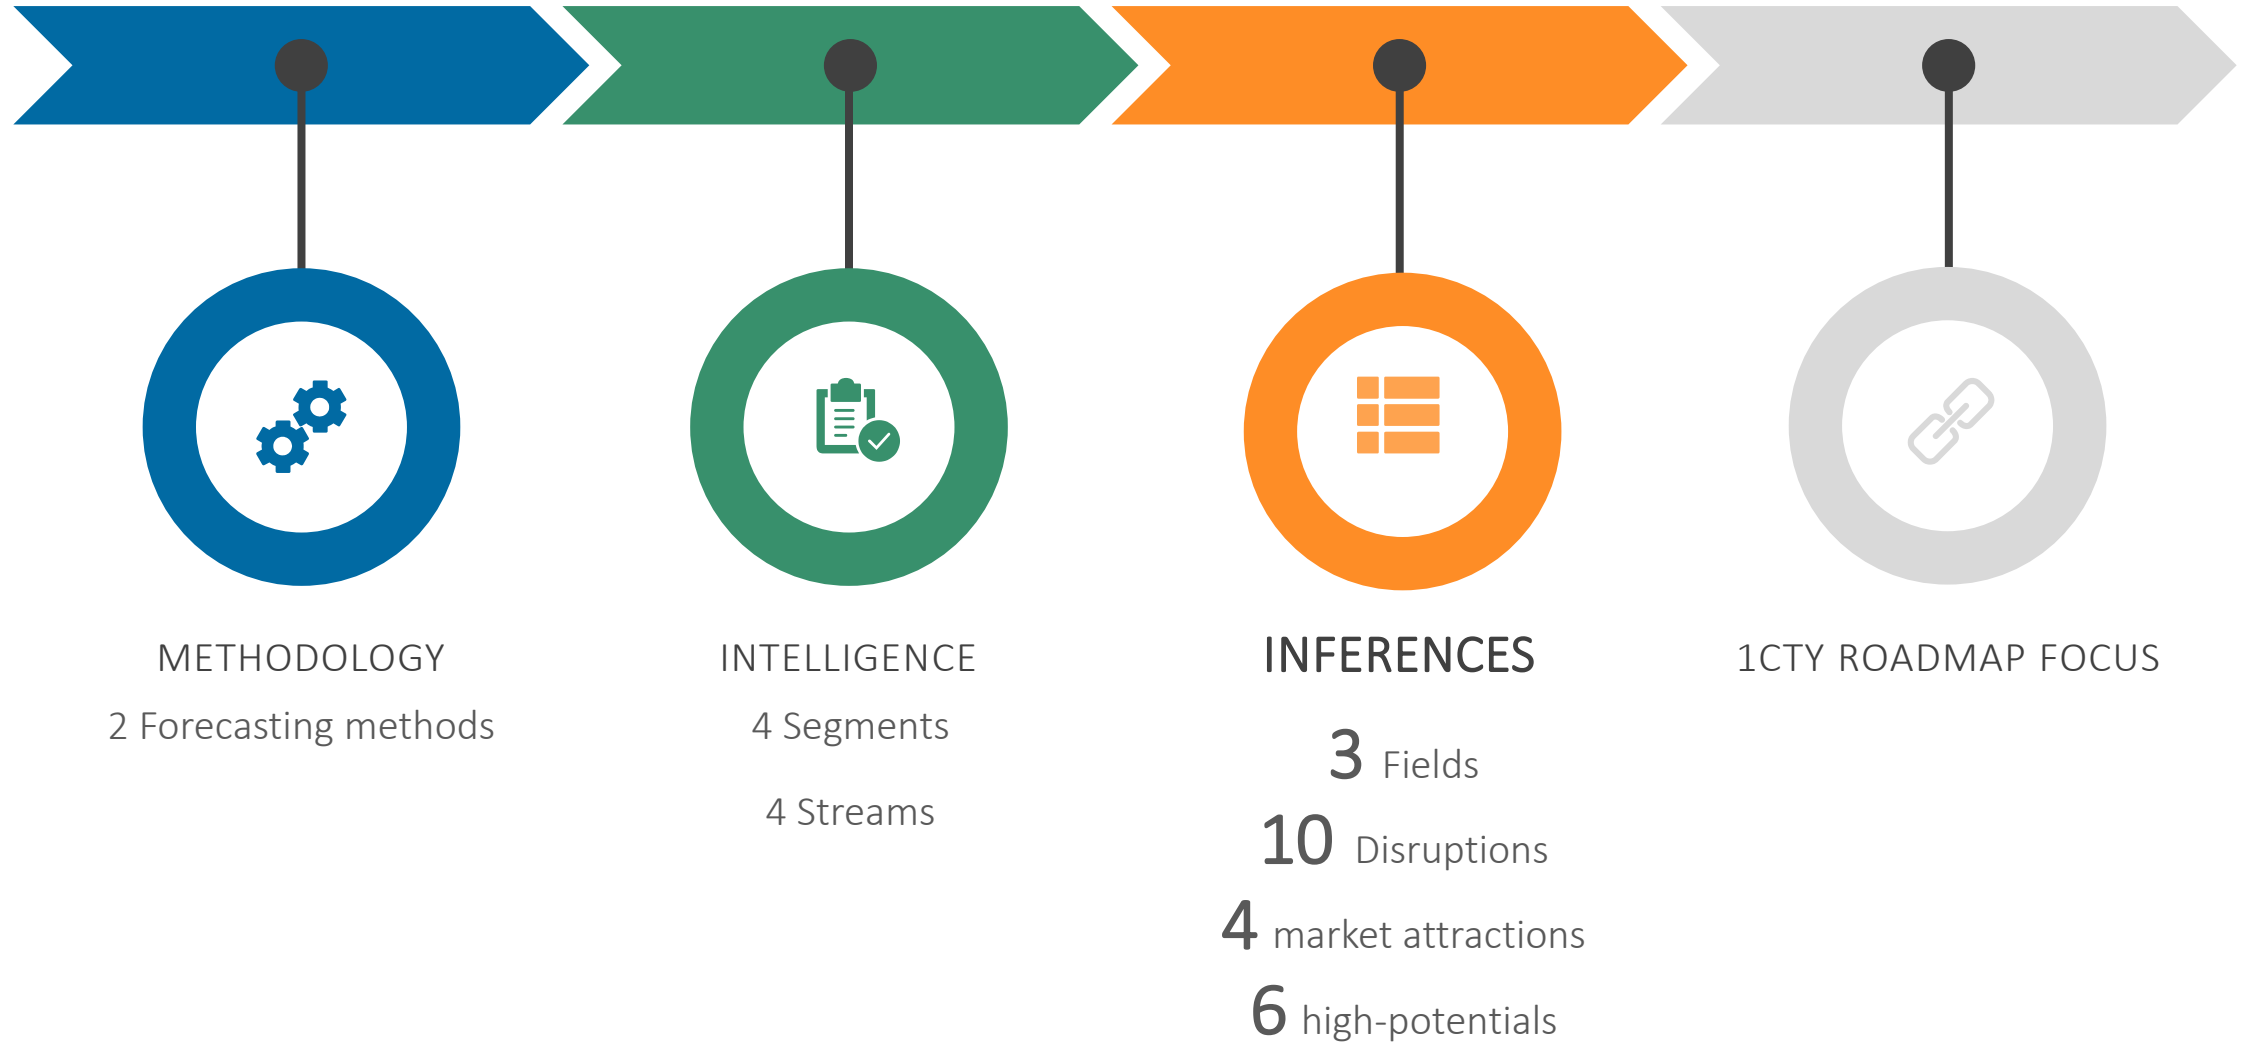 METHODOLOGY
2 Forecasting methods
INTELLIGENCE
4 Segments
4 Streams
INFERENCES
3 Fields
10 Disruptions
4 market attractions
6 high-potentials
1CTY ROADMAP FOCUS